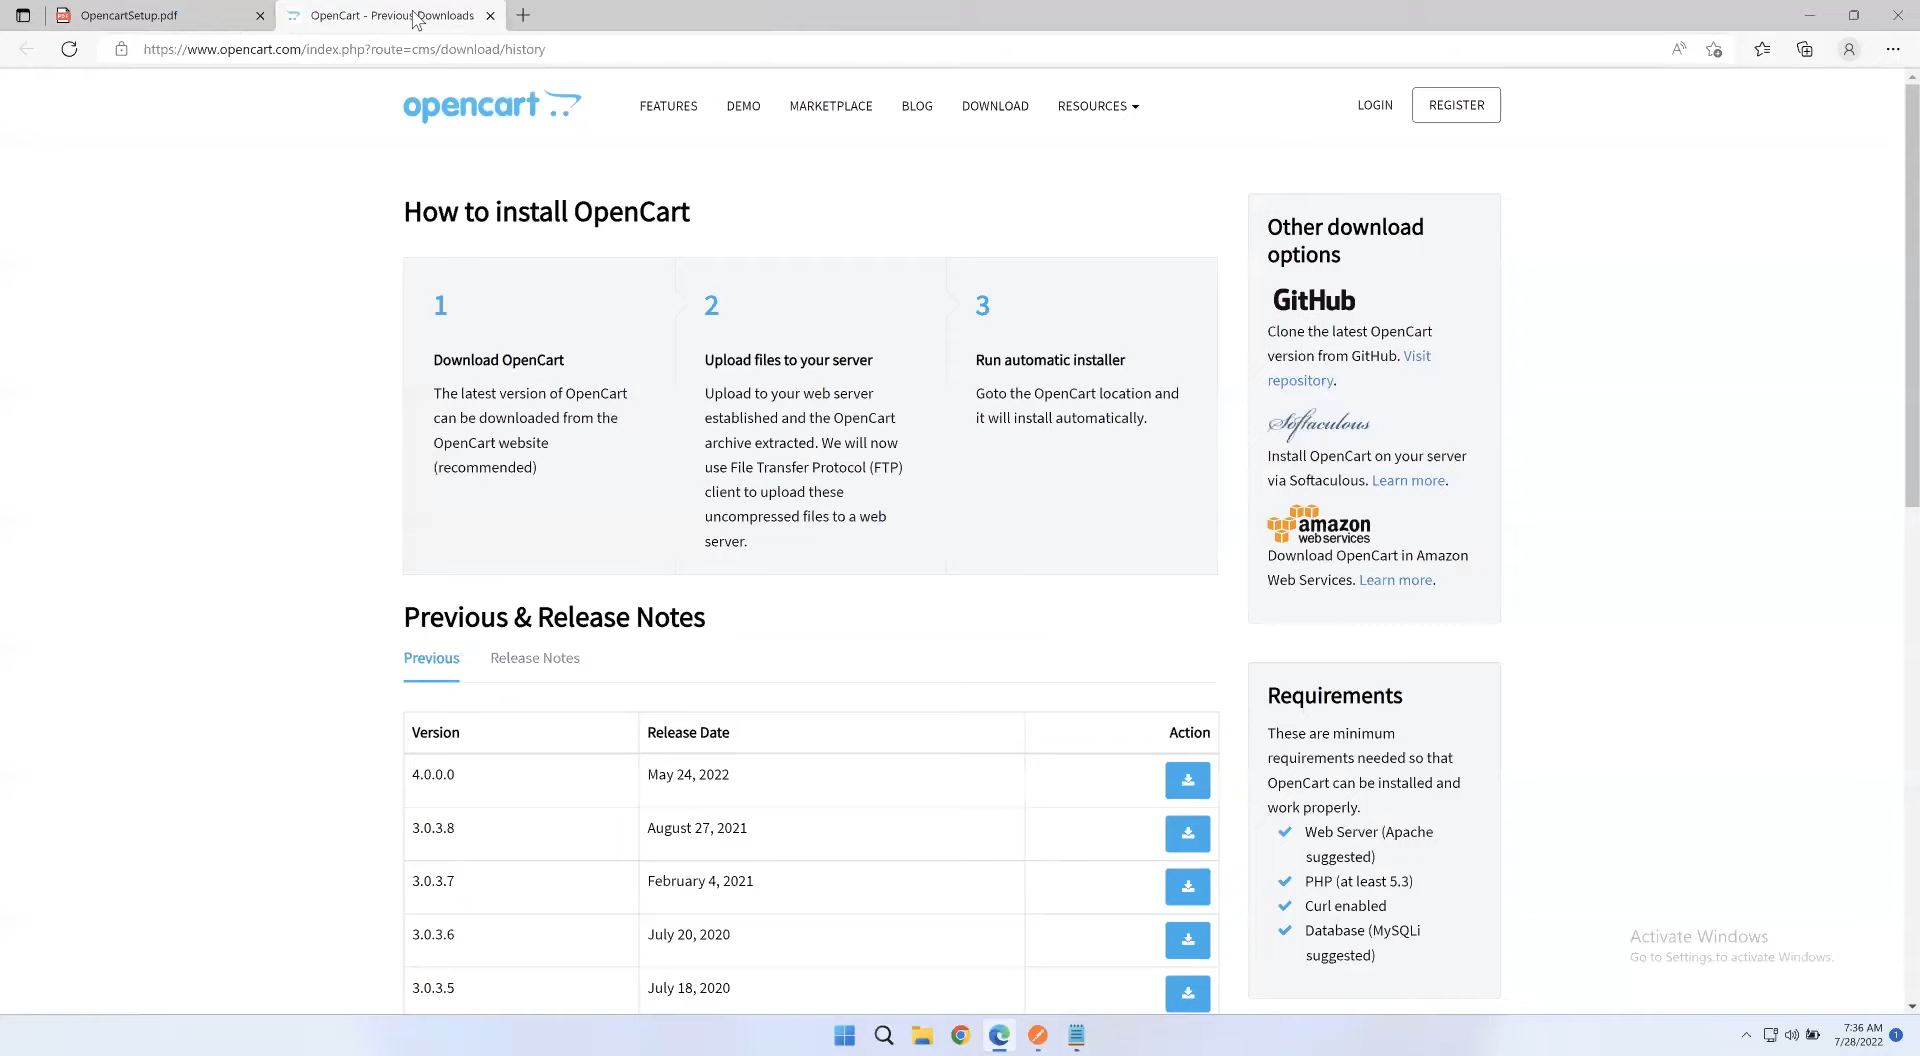 OpencartSetup.pdf
OpenCart - Previous Downloads
https://www.opencart.com/index.php?route=cms/download/history
opencart
FEATURES
DEMO
MARKETPLACE
BLOG
DOWNLOAD
RESOURCES
LOGIN
REGISTER
How to install OpenCart
1
Download OpenCart
The latest version of OpenCart
can be downloaded from the
OpenCart website
(recommended)
2
Upload files to your server
Upload to your web server
established and the OpenCart
archive extracted. We will now
use File Transfer Protocol (FTP)
client to upload these
uncompressed files to a web
server.
3
Run automatic installer
Goto the OpenCart location and
it will install automatically.
Other download
options
GitHub
Clone the latest OpenCart
version from GitHub. Visit
repository.
Softaculous
Install OpenCart on your server
via Softaculous. Learn more.
amazon
web services
Download OpenCart in Amazon
Web Services. Learn more.
Previous & Release Notes
Previous
Release Notes
Version Release Date Action
4.0.0.0 May 24, 2022
3.0.3.8 August 27, 2021
3.0.3.7 February 4, 2021
3.0.3.6 July 20, 2020
3.0.3.5 July 18, 2020
Requirements
These are minimum
requirements needed so that
OpenCart can be installed and
work properly.
Web Server (Apache
suggested)
PHP (at least 5.3)
Curl enabled
Database (MySQLi
suggested)
Activate Windows
Go to Settings to activate Windows.
7:36 AM
7/28/2022
1